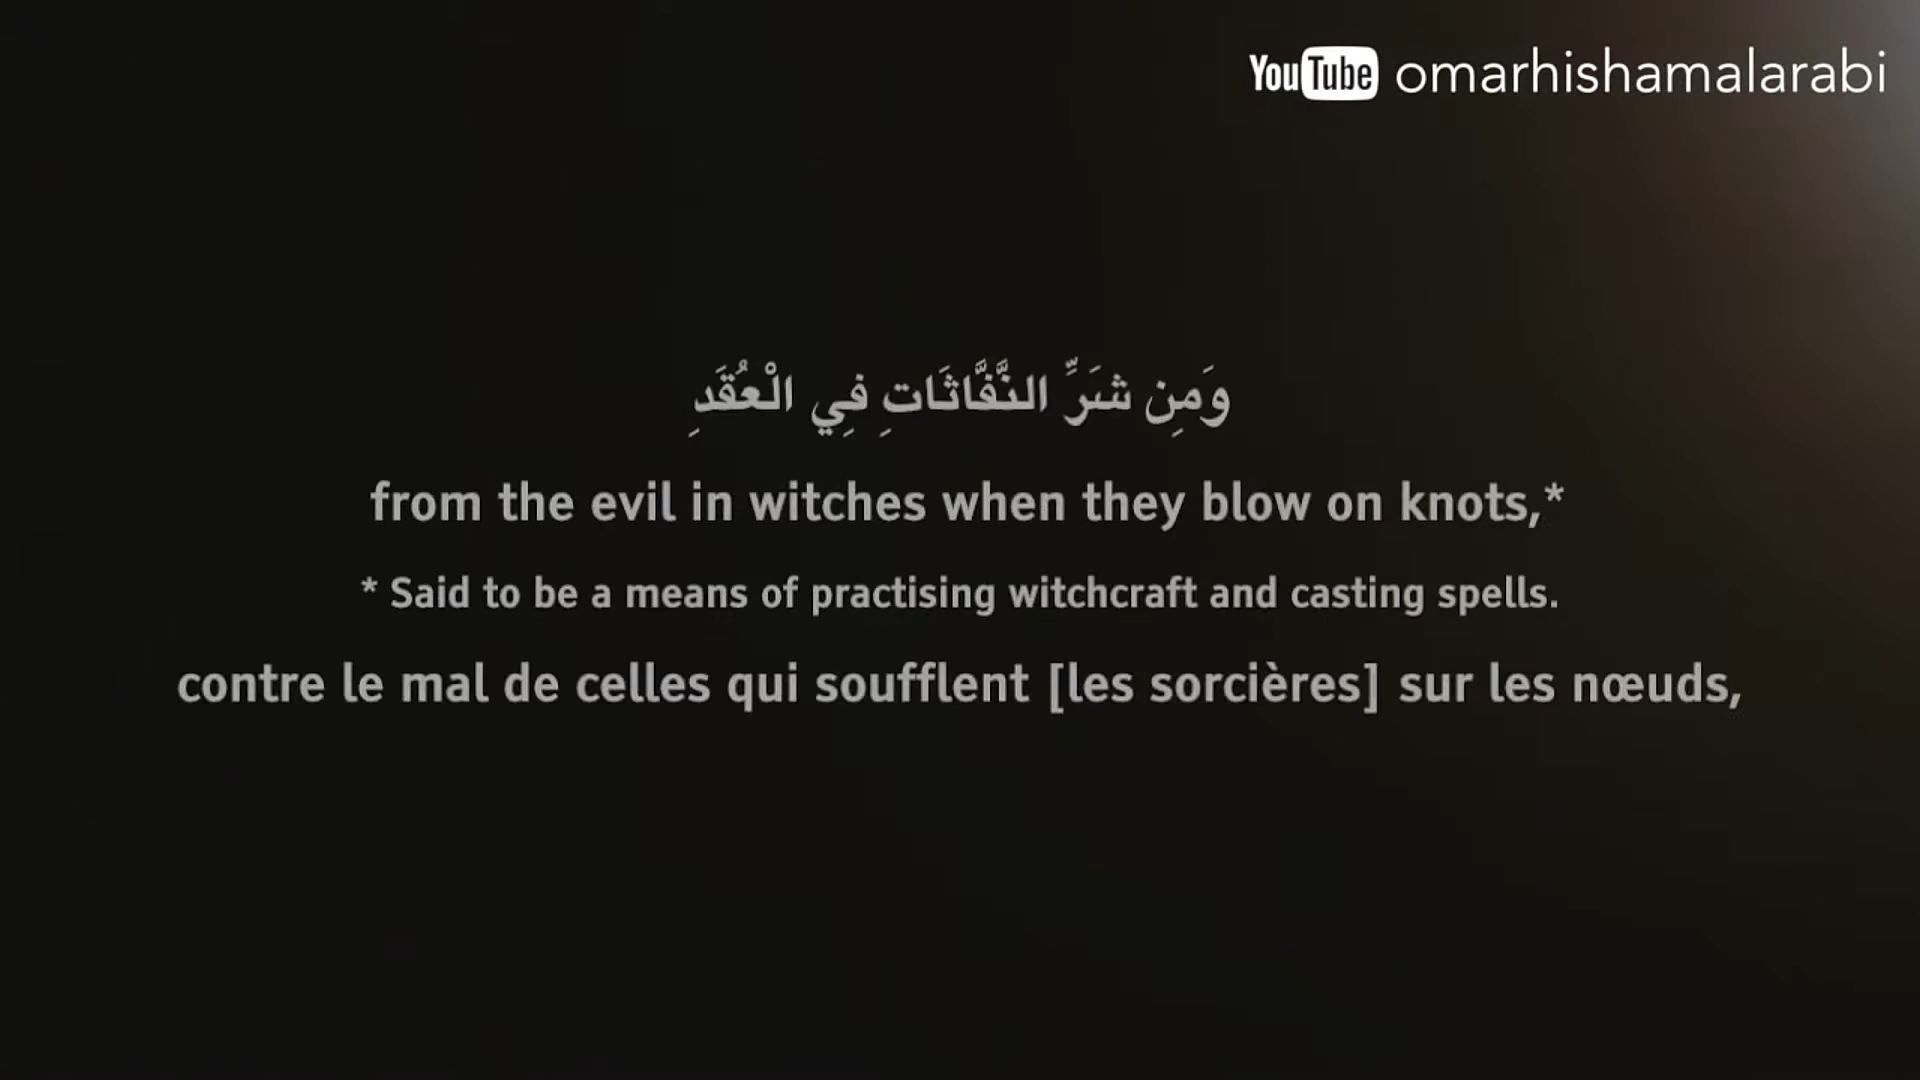 YouTube omarhishamalarabi
وَمِن شَرِّ النَّفَّاثَاتِ فِي الْعُقَدِ
from the evil in witches when they blow on knots,*
* Said to be a means of practising witchcraft and casting spells.
contre le mal de celles qui soufflent [les sorcières] sur les nœuds,